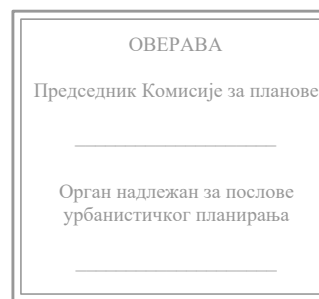 ОВЕРАВА
Председник Комисије за планове
Орган надлежан за послове
урбанистичког планирања